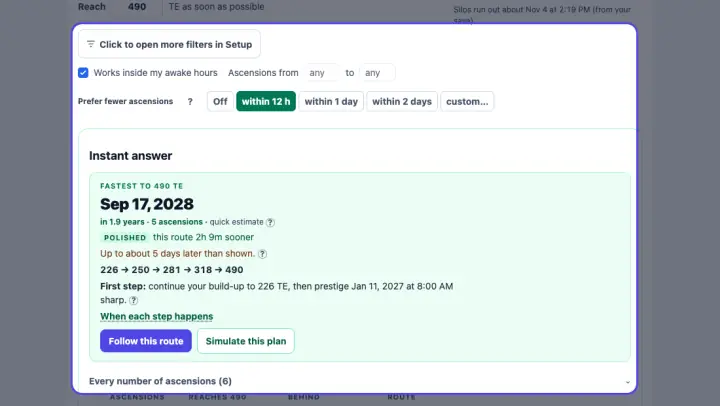 Reach 490 TE as soon as possible
Silos run out about Nov 4 at 2:19 PM (from your
save)
Click to open more filters in Setup
Works inside my awake hours Ascensions from any to any
Prefer fewer ascensions ? Off within 12 h within 1 day within 2 days custom...
Instant answer
FASTEST TO 490 TE
Sep 17, 2028
in 1.9 years · 5 ascensions · quick estimate ?
POLISHED this route 2h 9m sooner
Up to about 5 days later than shown. ?
226 → 250 → 281 → 318 → 490
First step: continue your build-up to 226 TE, then prestige Jan 11, 2027 at 8:00 AM
sharp. ?
When each step happens
Follow this route Simulate this plan
Every number of ascensions (6)
ASCENSIONS REACHES 490 BEHIND ROUTE